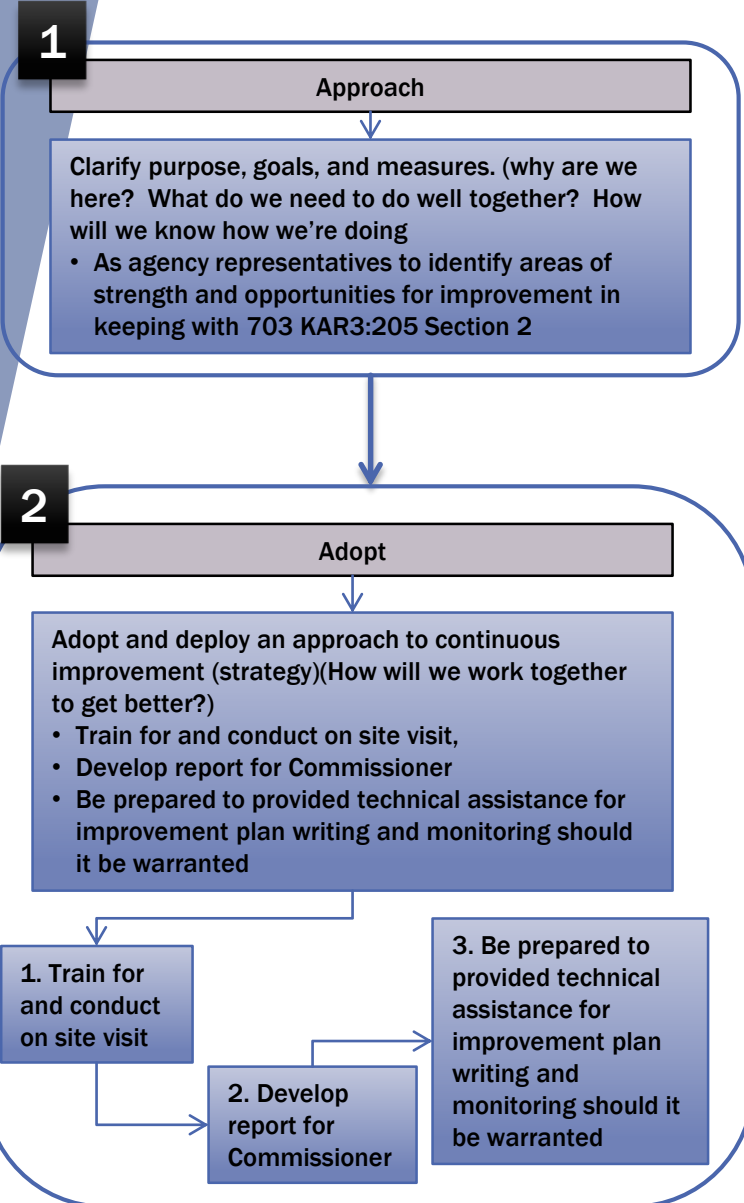 1
Approach
Clarify purpose, goals, and measures. (why are we
here?  What do we need to do well together?  How
will we know how we're doing
• As agency representatives to identify areas of
strength and opportunities for improvement in
keeping with 703 KAR3:205 Section 2
2
Adopt
Adopt and deploy an approach to continuous
improvement (strategy)(How will we work together
to get better?)
• Train for and conduct on site visit,
• Develop report for Commissioner
• Be prepared to provided technical assistance for
improvement plan writing and monitoring should
it be warranted
1. Train for
and conduct
on site visit
2. Develop
report for
Commissioner
3. Be prepared to
provided technical
assistance for
improvement plan
writing and
monitoring should it
be warranted